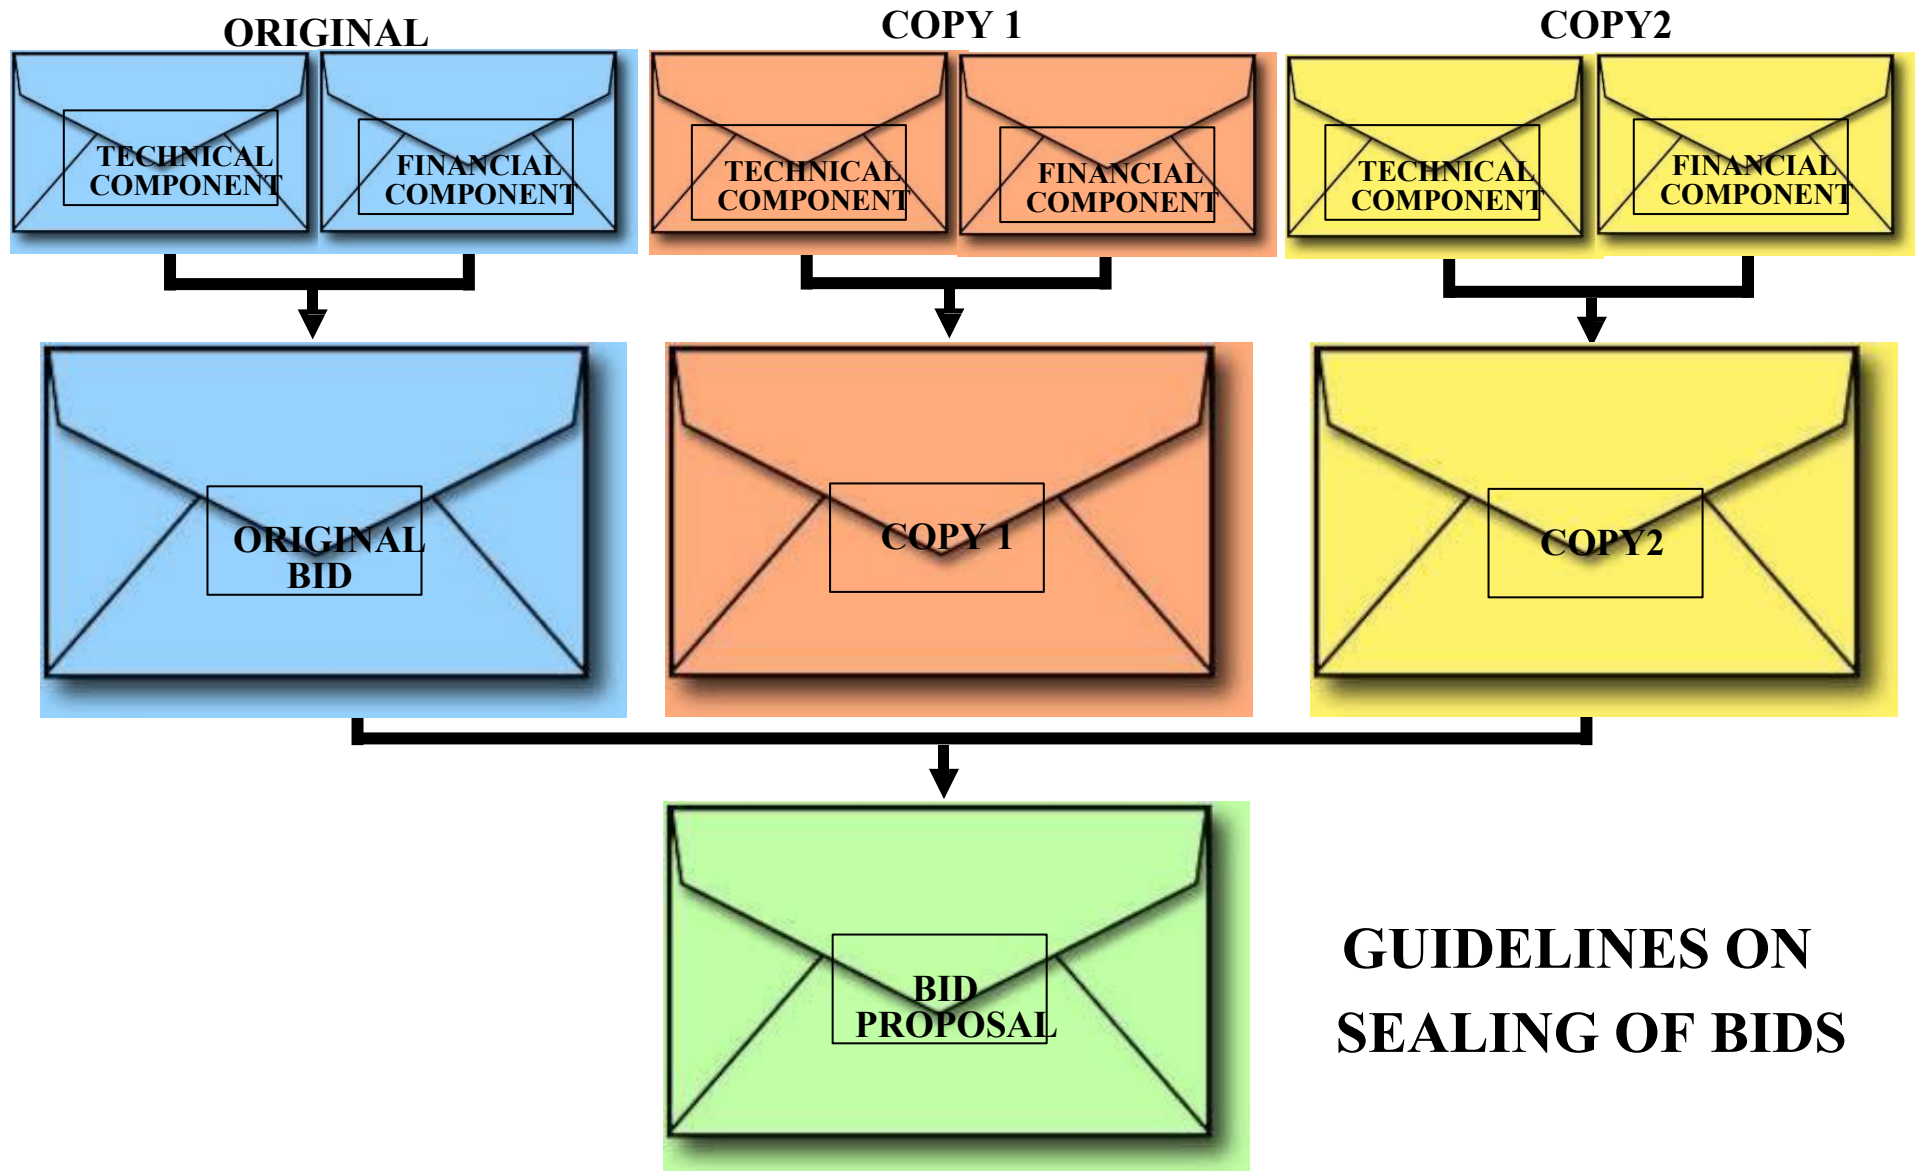 ORIGINAL
COPY 1
COPY2
TECHNICAL
COMPONENT
FINANCIAL
COMPONENT
TECHNICAL
COMPONENT
FINANCIAL
COMPONENT
TECHNICAL
COMPONENT
FINANCIAL
COMPONENT
ORIGINAL
BID
COPY 1
COPY2
BID
PROPOSAL
GUIDELINES ON
SEALING OF BIDS